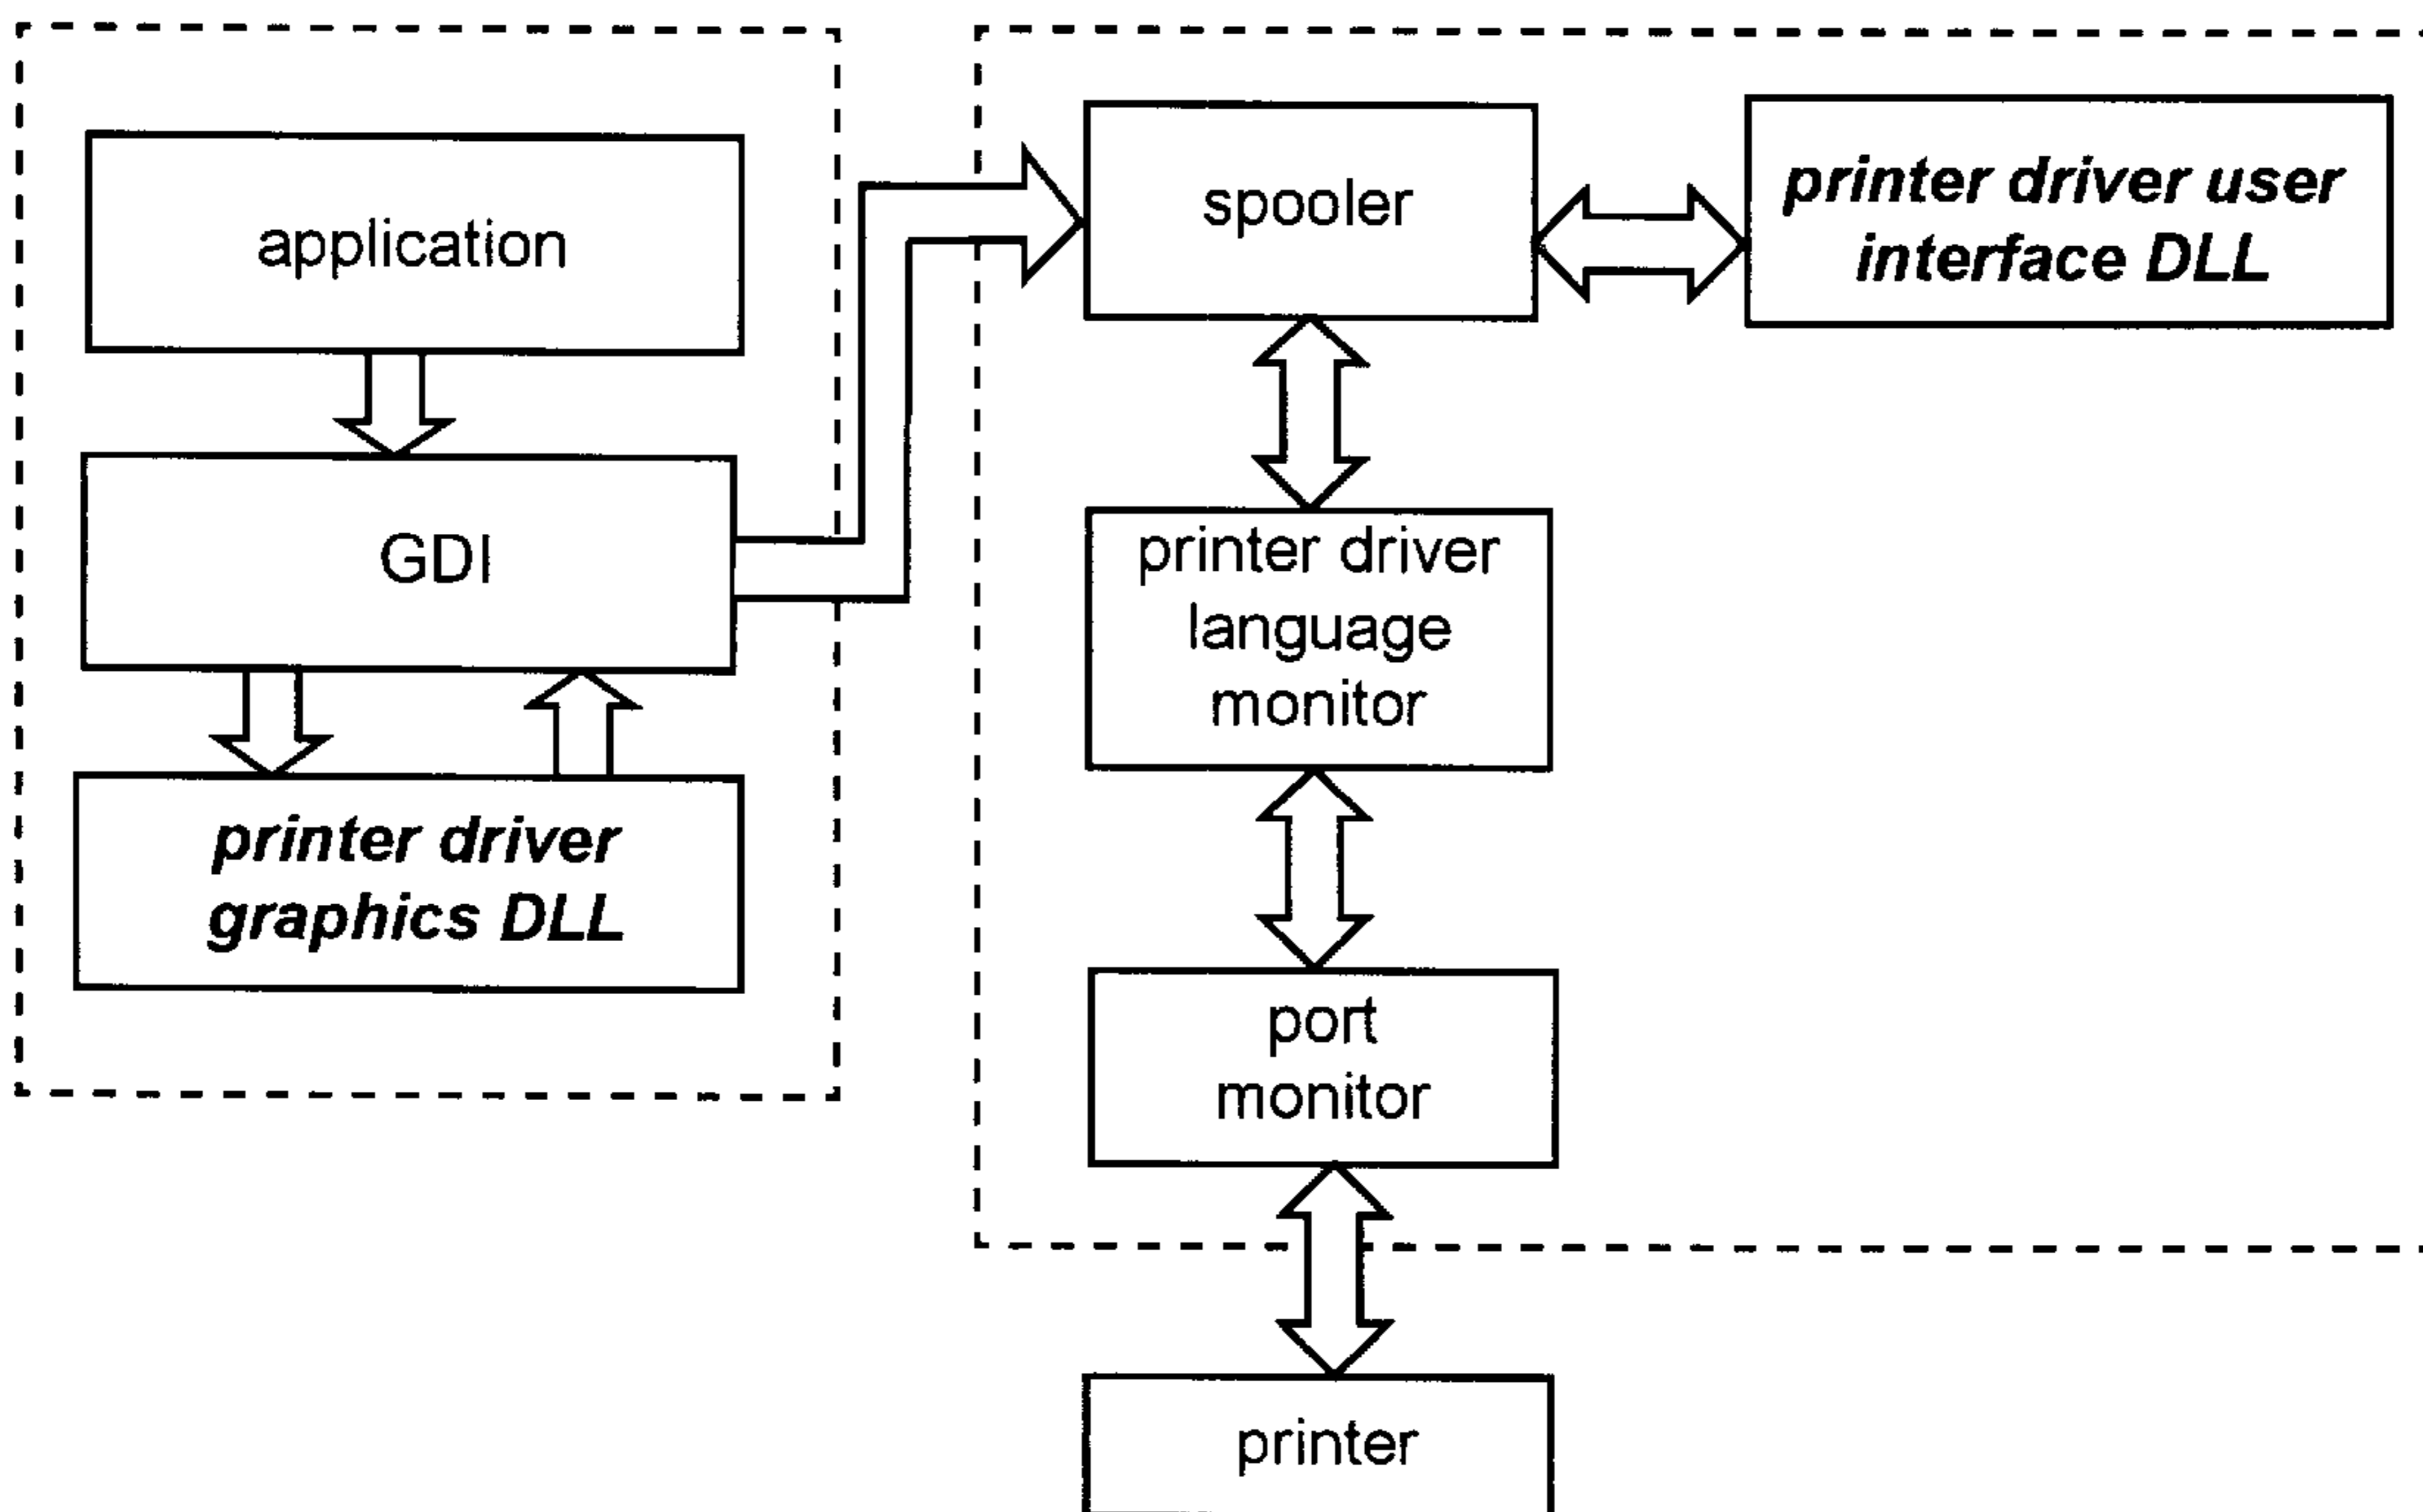 application
GDI
printer driver
graphics DLL
spooler
printer driver user
interface DLL
printer driver
language
monitor
port
monitor
printer